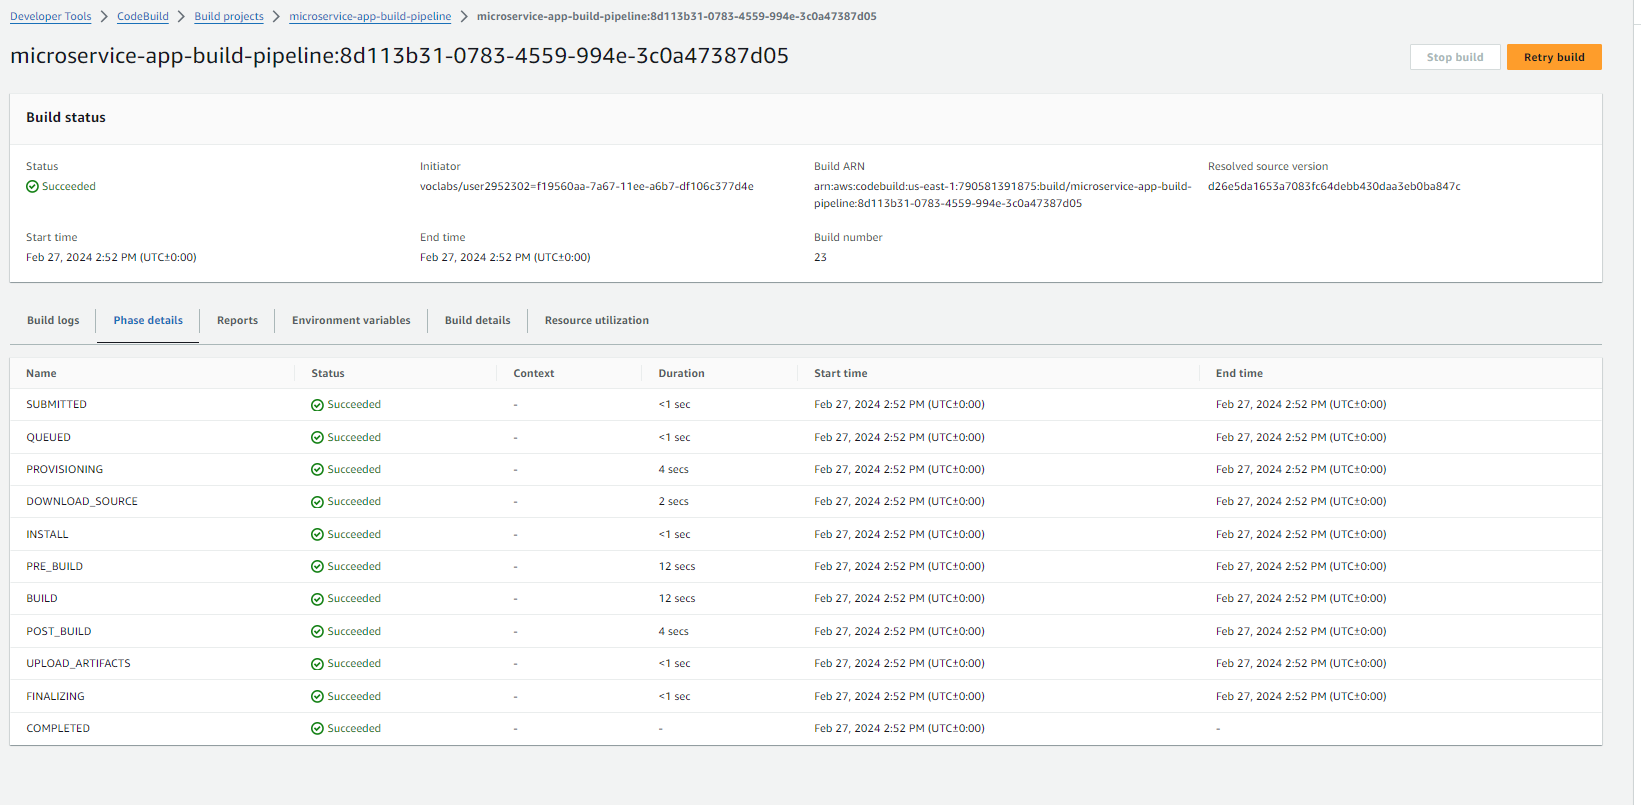 Developer Tools > CodeBuild > Build projects > microservice-app-build-pipeline > microservice-app-build-pipeline:8d113b31-0783-4559-994e-3c0a47387d05
microservice-app-build-pipeline:8d113b31-0783-4559-994e-3c0a47387d05
Stop build Retry build
Build status
Status Initiator Build ARN Resolved source version
Succeeded voclabs/user2952302=f19560aa-7a67-11ee-a6b7-df106c377d4e arn:aws:codebuild:us-east-1:790581391875:build/microservice-app-build- d26e5da1653a7083fc64debb430daa3eb0ba847c
pipeline:8d113b31-0783-4559-994e-3c0a47387d05
Start time End time Build number
Feb 27, 2024 2:52 PM (UTC±0:00) Feb 27, 2024 2:52 PM (UTC±0:00) 23
Build logs Phase details Reports Environment variables Build details Resource utilization
Name Status Context Duration Start time End time
SUBMITTED Succeeded - <1 sec Feb 27, 2024 2:52 PM (UTC±0:00) Feb 27, 2024 2:52 PM (UTC±0:00)
QUEUED Succeeded - <1 sec Feb 27, 2024 2:52 PM (UTC±0:00) Feb 27, 2024 2:52 PM (UTC±0:00)
PROVISIONING Succeeded - 4 secs Feb 27, 2024 2:52 PM (UTC±0:00) Feb 27, 2024 2:52 PM (UTC±0:00)
DOWNLOAD_SOURCE Succeeded - 2 secs Feb 27, 2024 2:52 PM (UTC±0:00) Feb 27, 2024 2:52 PM (UTC±0:00)
INSTALL Succeeded - <1 sec Feb 27, 2024 2:52 PM (UTC±0:00) Feb 27, 2024 2:52 PM (UTC±0:00)
PRE_BUILD Succeeded - 12 secs Feb 27, 2024 2:52 PM (UTC±0:00) Feb 27, 2024 2:52 PM (UTC±0:00)
BUILD Succeeded - 12 secs Feb 27, 2024 2:52 PM (UTC±0:00) Feb 27, 2024 2:52 PM (UTC±0:00)
POST_BUILD Succeeded - 4 secs Feb 27, 2024 2:52 PM (UTC±0:00) Feb 27, 2024 2:52 PM (UTC±0:00)
UPLOAD_ARTIFACTS Succeeded - <1 sec Feb 27, 2024 2:52 PM (UTC±0:00) Feb 27, 2024 2:52 PM (UTC±0:00)
FINALIZING Succeeded - <1 sec Feb 27, 2024 2:52 PM (UTC±0:00) Feb 27, 2024 2:52 PM (UTC±0:00)
COMPLETED Succeeded - - Feb 27, 2024 2:52 PM (UTC±0:00) -